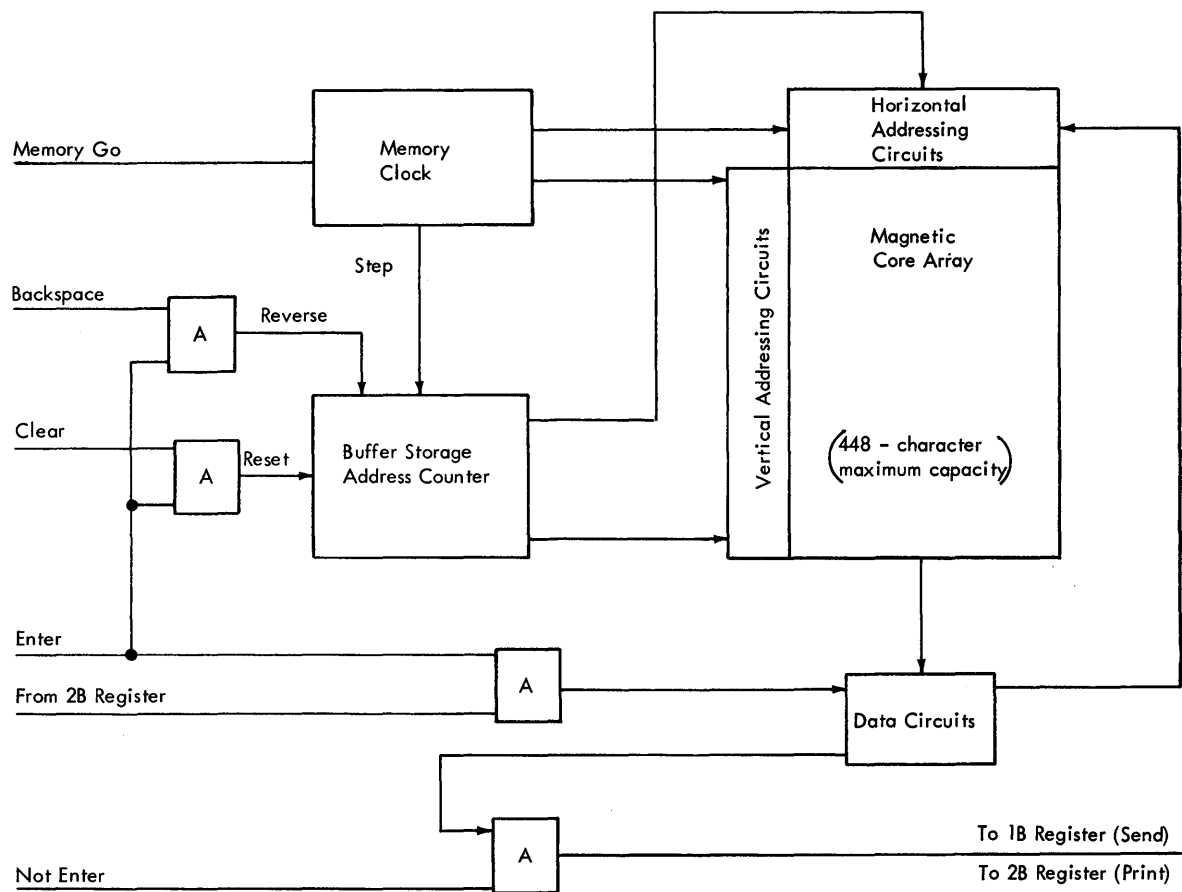 Memory Go
Memory
Clock
Horizontal
Addressing
Circuits
Step
Vertical Addressing Circuits
Magnetic
Core Array
Backspace
A
Reverse
Clear
A
Reset
Buffer Storage
Address Counter
(448 - character
maximum capacity)
Enter
From 2B Register
A
Data Circuits
Not Enter
A
To 1B Register (Send)
To 2B Register (Print)